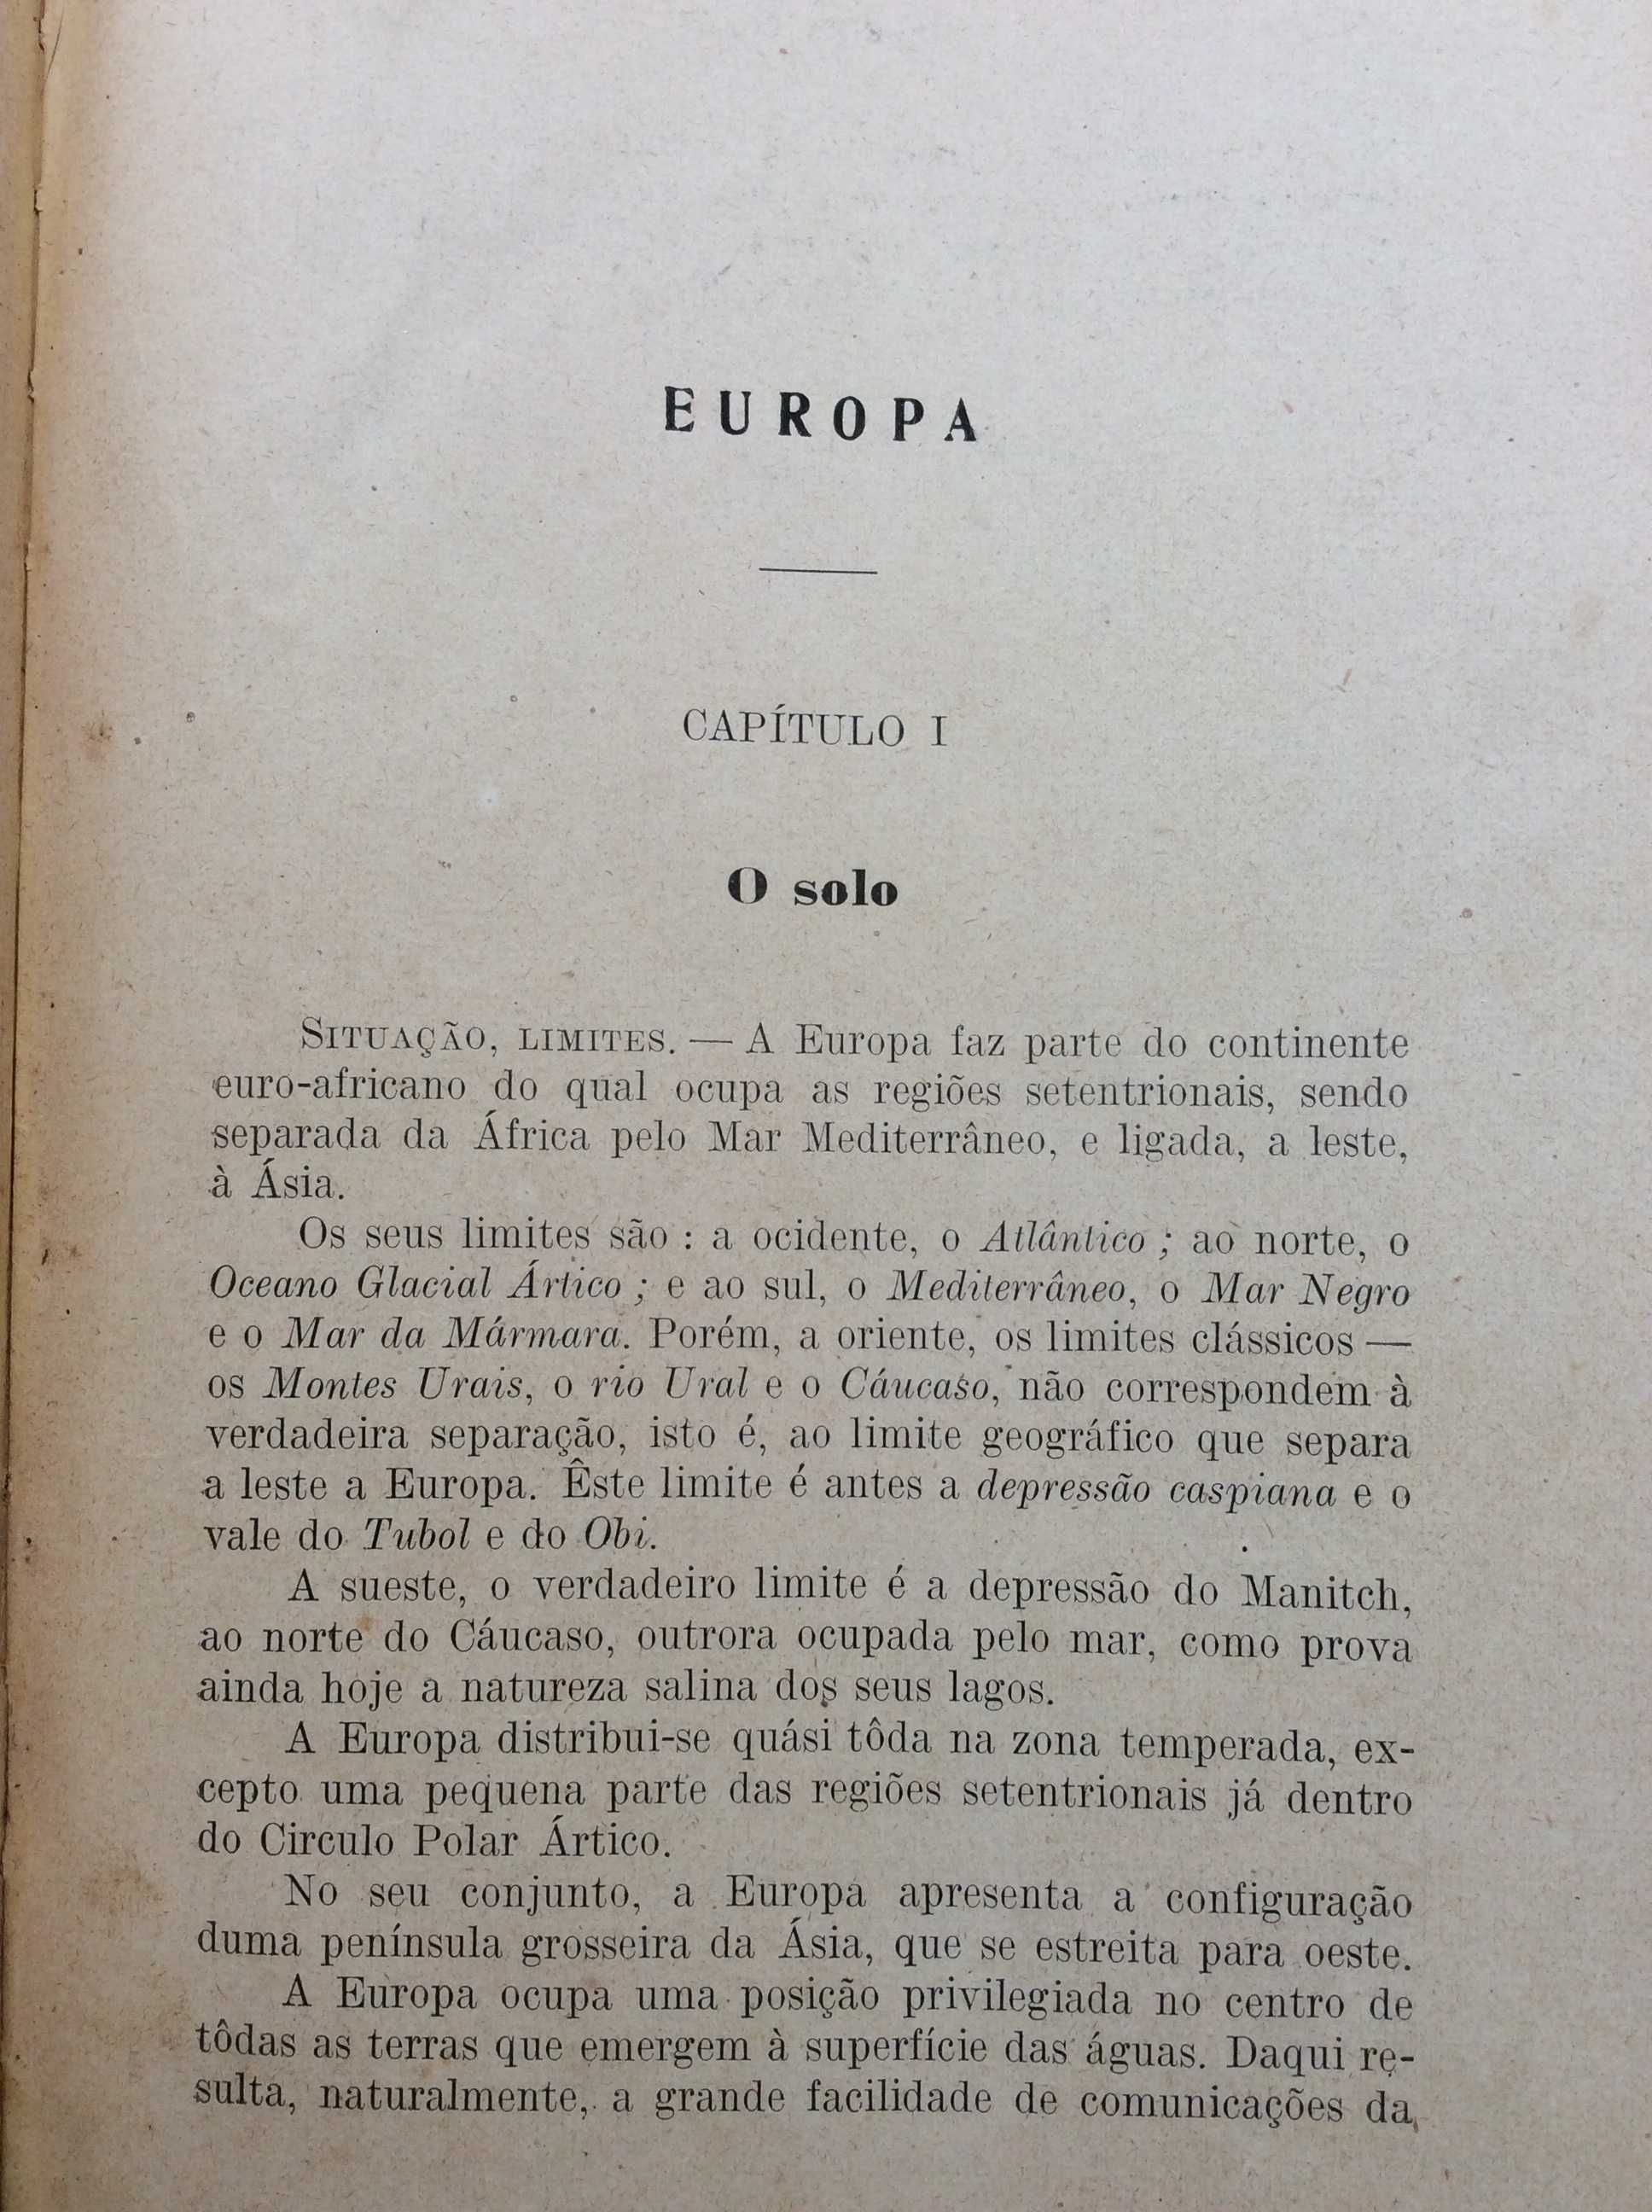 EUROPA
CAPÍTULO I
O solo
SITUAÇÃO, LIMITES. — A Europa faz parte do continente
euro-africano do qual ocupa as regiões setentrionais, sendo
separada da África pelo Mar Mediterrâneo, e ligada, a leste,
à Ásia.
Os seus limites são : a ocidente, o Atlântico ; ao norte, o
Oceano Glacial Ártico ; e ao sul, o Mediterrâneo, o Mar Negro
e o Mar da Mármara. Porém, a oriente, os limites clássicos —
os Montes Urais, o rio Ural e o Cáucaso, não correspondem à
verdadeira separação, isto é, ao limite geográfico que separa
a leste a Europa. Êste limite é antes a depressão caspiana e o
vale do Tubol e do Obi.
A sueste, o verdadeiro limite é a depressão do Manitch,
ao norte do Cáucaso, outrora ocupada pelo mar, como prova
ainda hoje a natureza salina dos seus lagos.
A Europa distribui-se quási tôda na zona temperada, ex-
cepto uma pequena parte das regiões setentrionais já dentro
do Circulo Polar Ártico.
No seu conjunto, a Europa apresenta a configuração
duma península grosseira da Ásia, que se estreita para oeste.
A Europa ocupa uma posição privilegiada no centro de
tôdas as terras que emergem à superfície das águas. Daqui re-
sulta, naturalmente, a grande facilidade de comunicações da